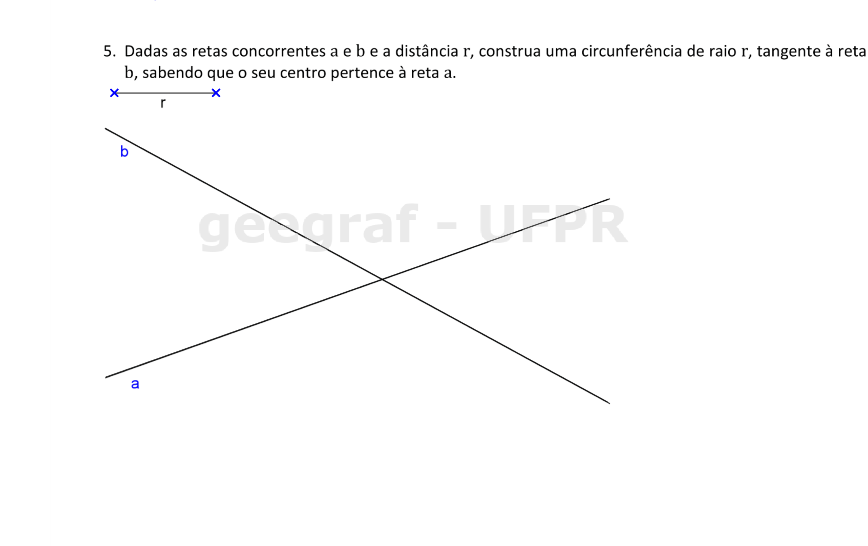 5. Dadas as retas concorrentes a e b e a distância r, construa uma circunferência de raio r, tangente à reta
b, sabendo que o seu centro pertence à reta a.
r
b
geegraf - UFPR
a